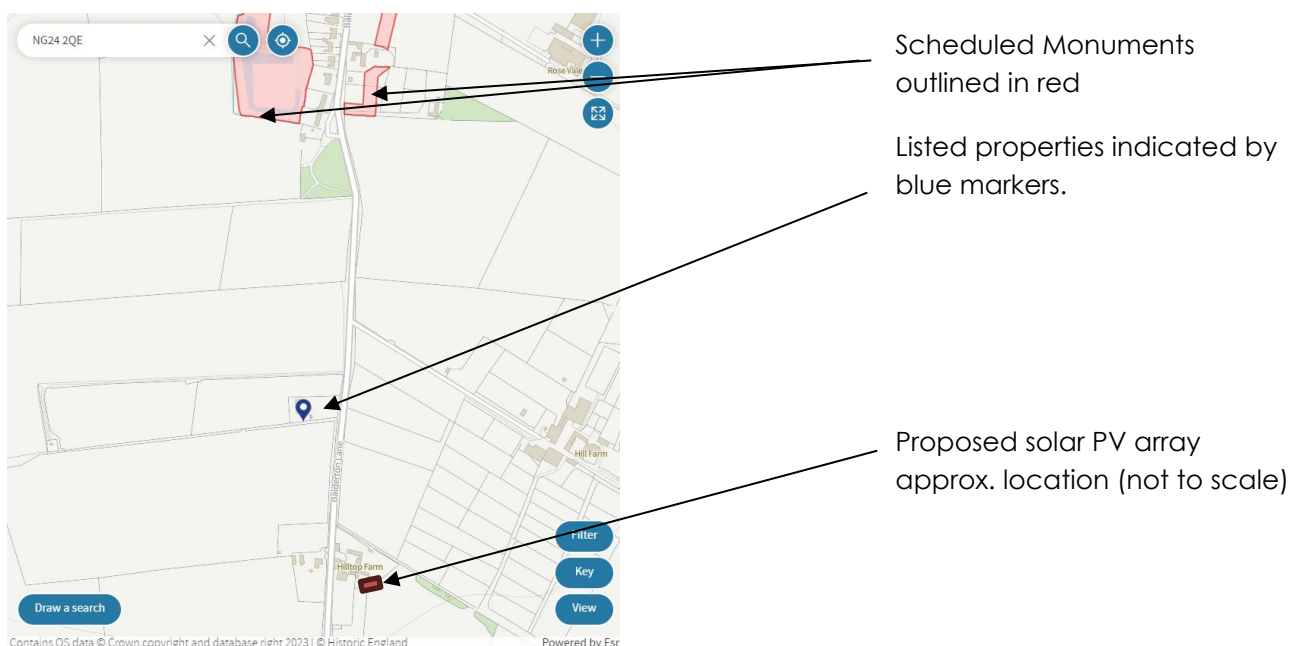 NG24 2QE
Rose Vale
Scheduled Monuments
outlined in red
Listed properties indicated by
blue markers.
Balderton Lane
Hill Farm
Proposed solar PV array
approx. location (not to scale)
Filter
Hilltop Farm
Key
Draw a search
View
Contains OS data © Crown copyright and database right 2023 | © Historic England
Powered by Esr